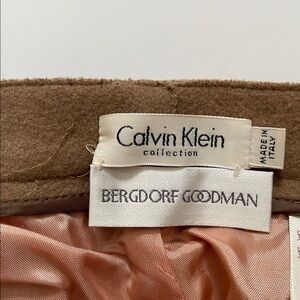 Calvin Klein
collection
MADE IN
ITALY
BERGDORF GOODMAN